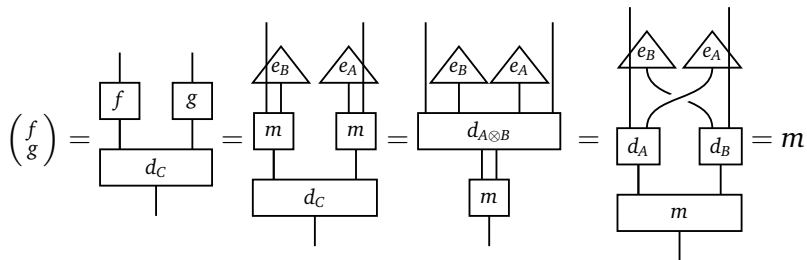 e_B e_A e_B e_A e_B e_A
f g m m d_{A⊗B} d_A d_B
(f g) = = = = = m
d_C d_C m m